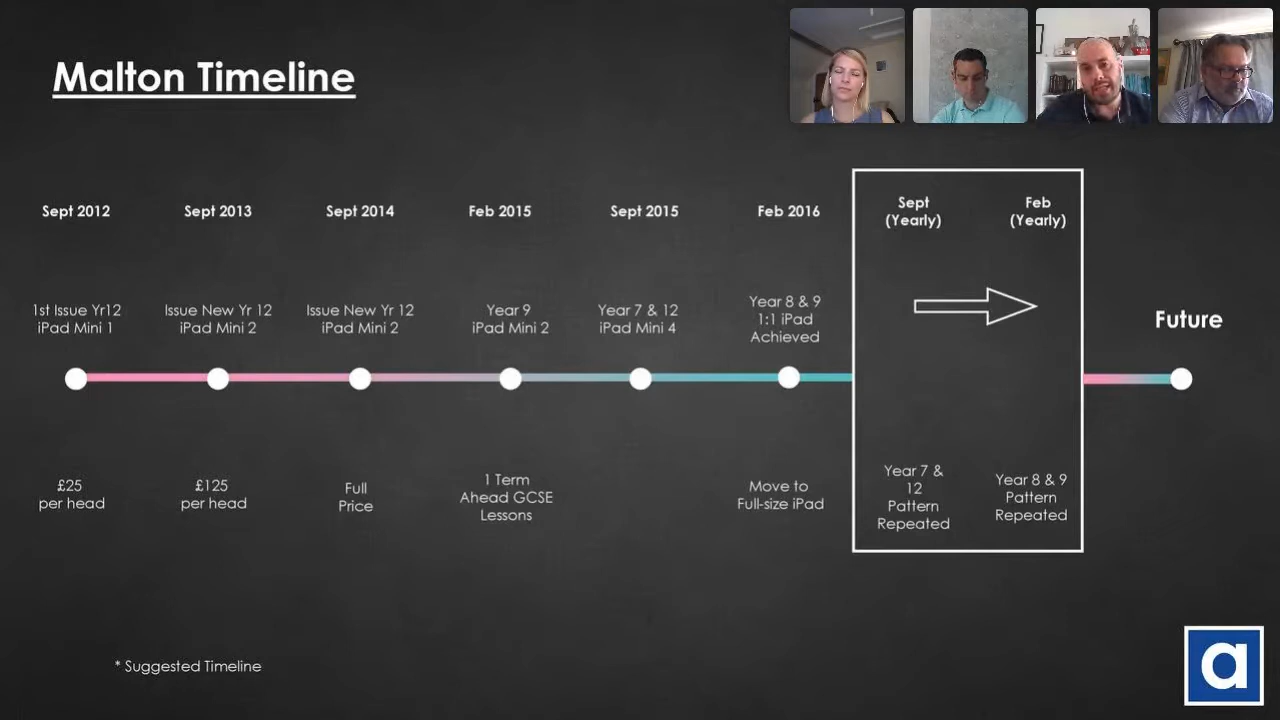 Malton Timeline
Sept 2012
Sept 2013
Sept 2014
Feb 2015
Sept 2015
Feb 2016
Sept
(Yearly)
Feb
(Yearly)
1st Issue Yr12
iPad Mini 1
Issue New Yr 12
iPad Mini 2
Issue New Yr 12
iPad Mini 2
Year 9
iPad Mini 2
Year 7 & 12
iPad Mini 4
Year 8 & 9
1:1 iPad
Achieved
Future
£25
per head
£125
per head
Full
Price
1 Term
Ahead GCSE
Lessons
Move to
Full-size iPad
Year 7 &
12
Pattern
Repeated
Year 8 & 9
Pattern
Repeated
* Suggested Timeline
a